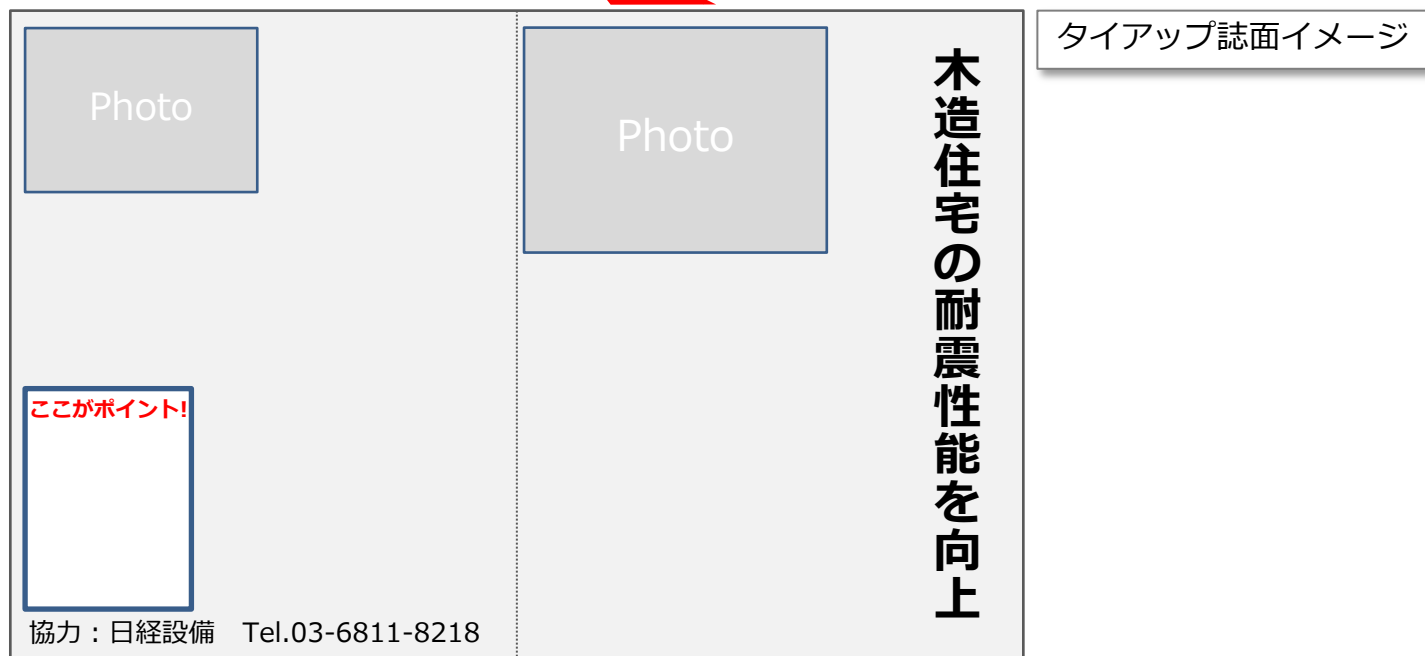 タイアップ誌面イメージ
木造住宅の耐震性能を向上
Photo
Photo
ここがポイント!
協力：日経設備　Tel.03-6811-8218